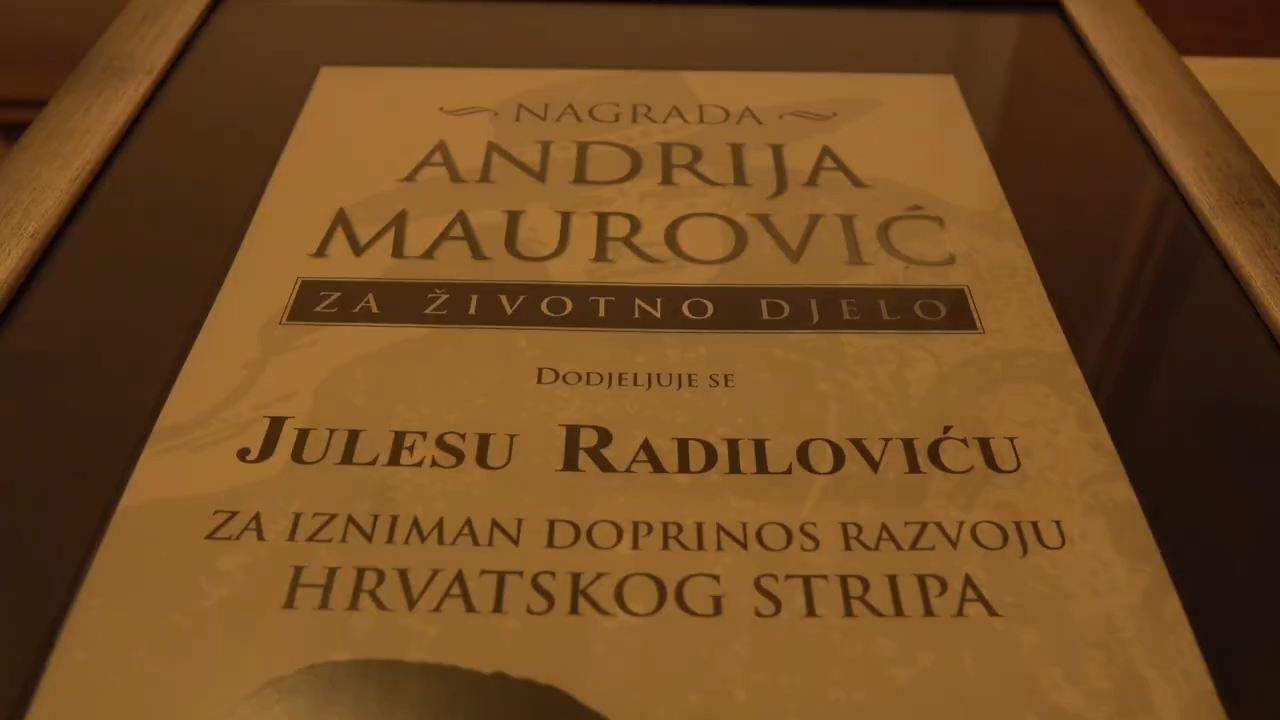 NAGRADA
ANDRIJA
MAUROVIĆ
ZA ŽIVOTNO DJELO
DODJELJUJE SE
JULESU RADILOVIĆU
ZA IZNIMAN DOPRINOS RAZVOJU
HRVATSKOG STRIPA